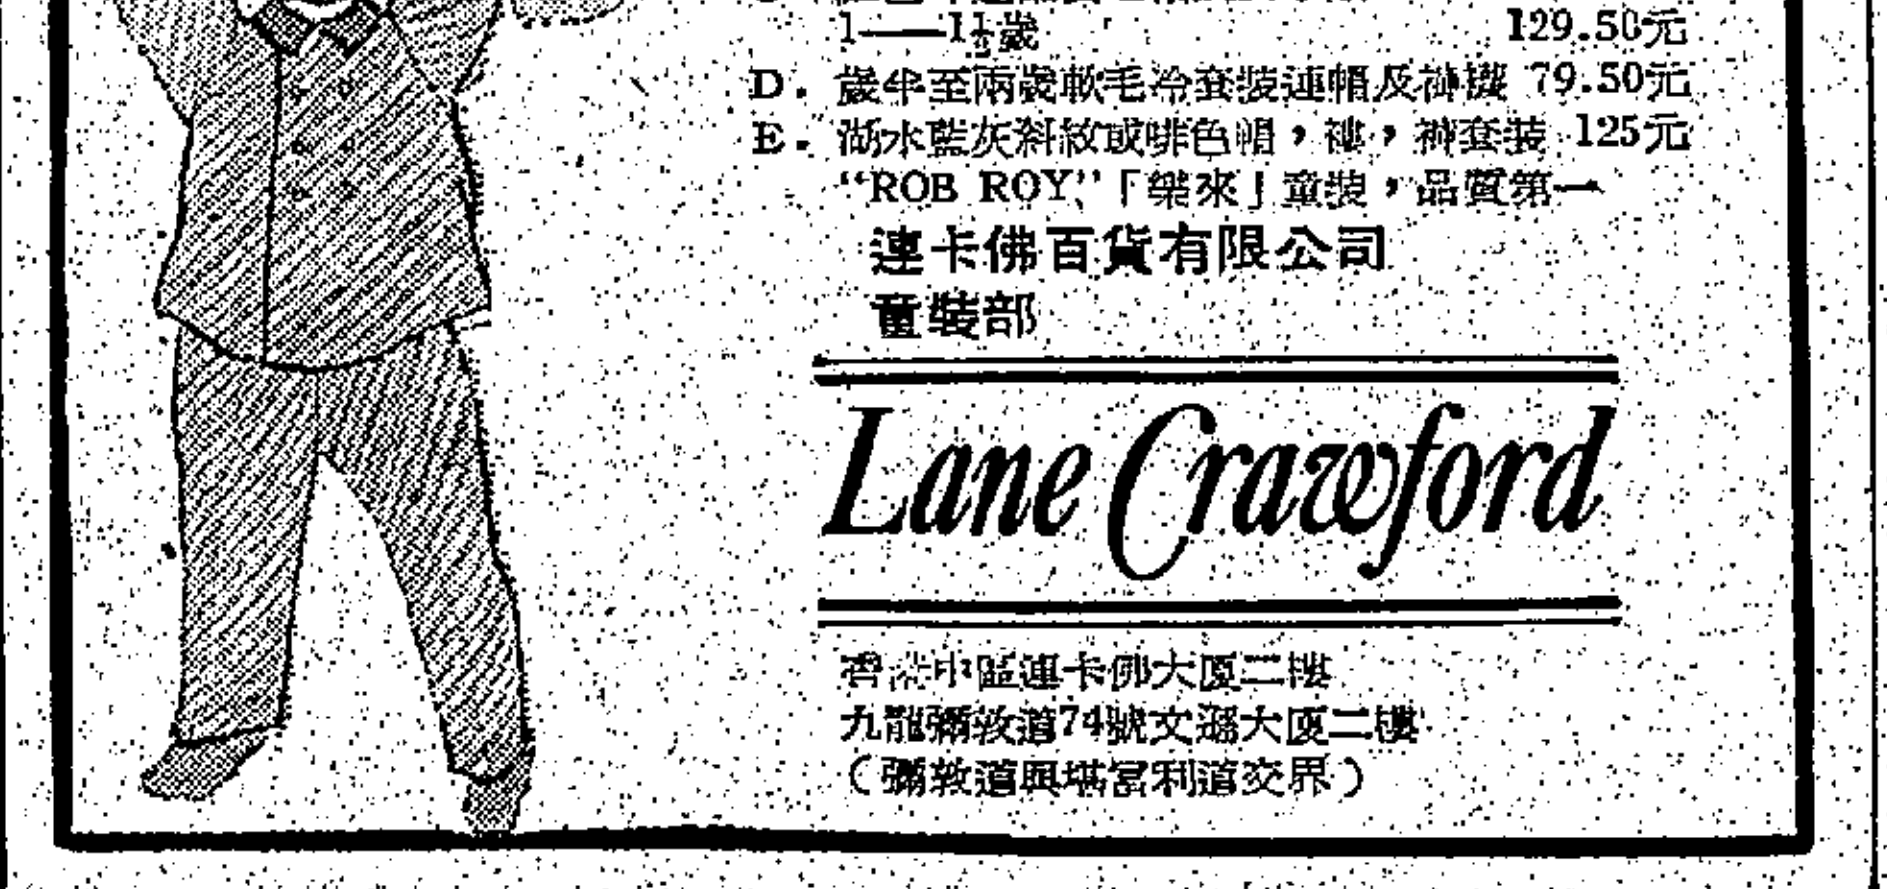 1——1½歲 129.50元
D. 歲半至兩歲軟毛冷套裝連帽及褲襪 79.50元
E. 湖水藍灰斜紋或啡色帽，褸，褲套裝 125元
“ROB ROY”「樂來」童裝，品質第一
連卡佛百貨有限公司
童裝部
Lane Crawford
香港中區連卡佛大厦二樓
九龍彌敦道74號文遜大厦二樓
（彌敦道與堪富利道交界）